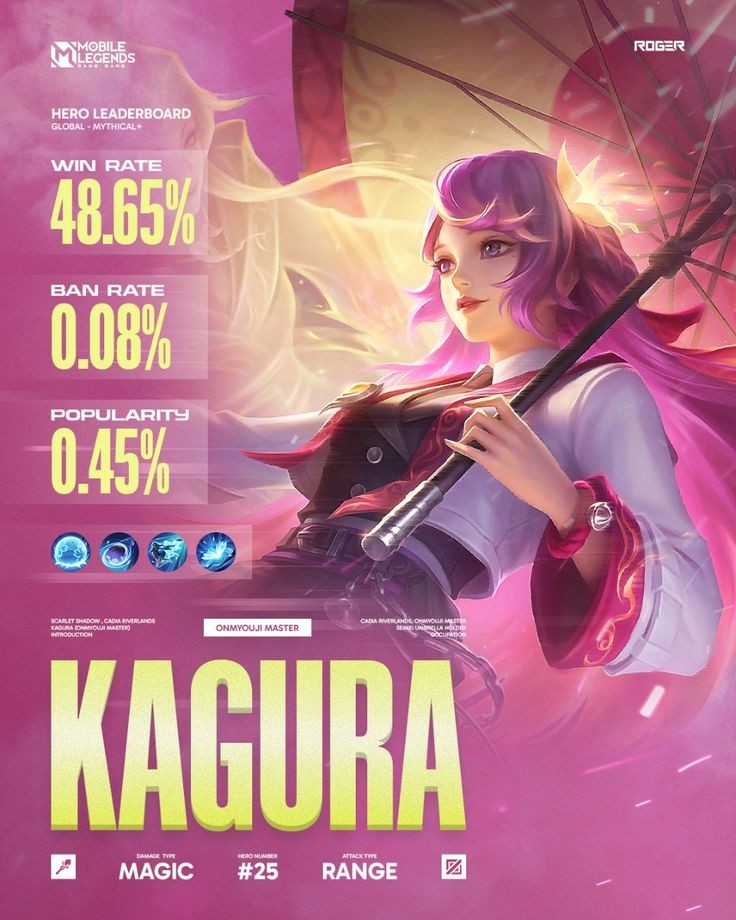 MOBILE
LEGENDS
BANG BANG
ROGER
HERO LEADERBOARD
GLOBAL - MYTHICAL+
WIN RATE
48.65%
BAN RATE
0.08%
POPULARITY
0.45%
SCARLET SHADOW , CADIA RIVERLANDS
KAGURA (ONMYOUJI MASTER)
INTRODUCTION
ONMYOUJI MASTER
CADIA RIVERLANDS, ONMYOUJI MASTER
SEIMEI UMBRELLA HOLDER
OCCUPATION
KAGURA
DAMAGE TYPE
MAGIC
HERO NUMBER
#25
ATTACK TYPE
RANGE